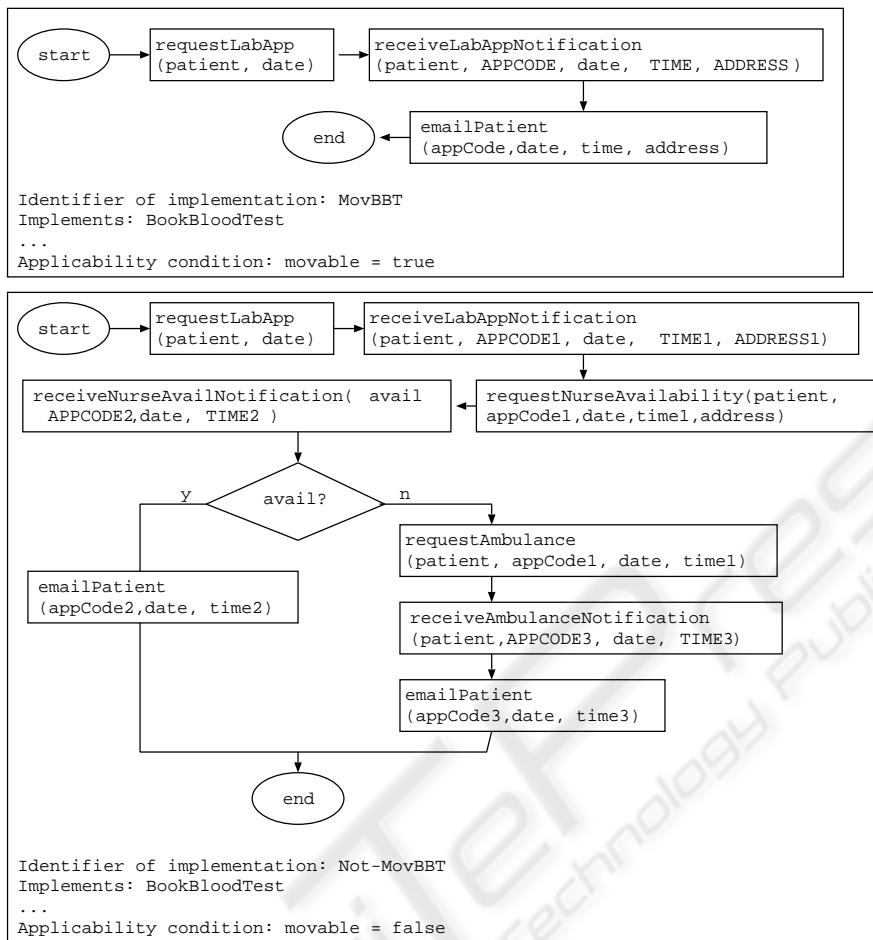 start
requestLabApp
(patient, date)
receiveLabAppNotification
(patient, APPCODE, date, TIME, ADDRESS )
end
emailPatient
(appCode,date, time, address)
Identifier of implementation: MovBBT
Implements: BookBloodTest
...
Applicability condition: movable = true
start
requestLabApp
(patient, date)
receiveLabAppNotification
(patient, APPCODE1, date, TIME1, ADDRESS1)
receiveNurseAvailNotification( avail
APPCODE2,date, TIME2 )
requestNurseAvailability(patient,
appCode1,date,time1,address)
y
avail?
n
requestAmbulance
(patient, appCode1, date, time1)
emailPatient
(appCode2,date, time2)
receiveAmbulanceNotification
(patient,APPCODE3, date, TIME3)
emailPatient
(appCode3,date, time3)
end
Identifier of implementation: Not-MovBBT
Implements: BookBloodTest
...
Applicability condition: movable = false